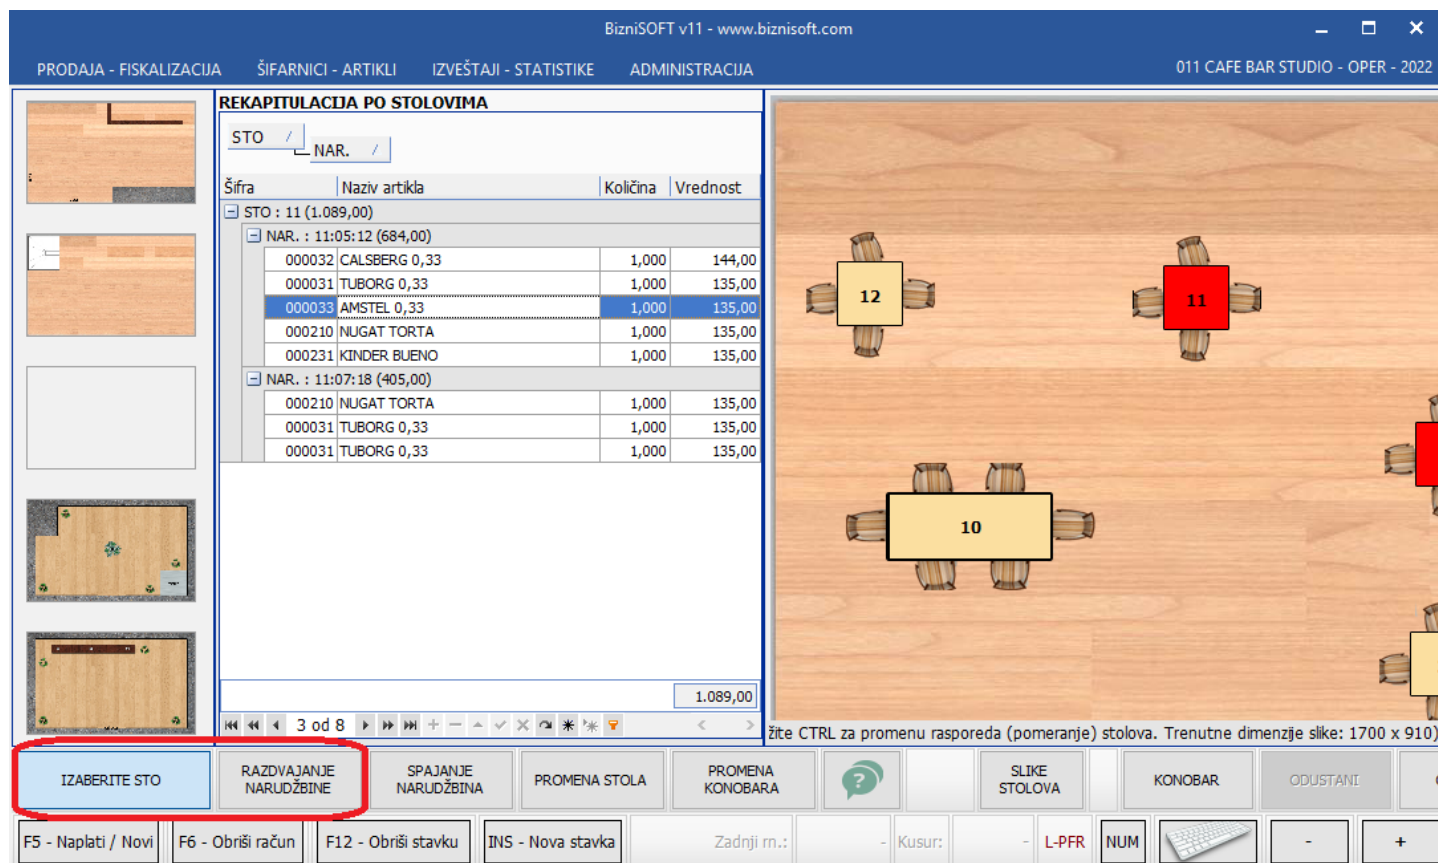 BizniSOFT v11 - www.biznisoft.com
PRODAJA - FISKALIZACIJA ŠIFARNICI - ARTIKLI IZVEŠTAJI - STATISTIKE ADMINISTRACIJA 011 CAFE BAR STUDIO - OPER - 2022
REKAPITULACIJA PO STOLOVIMA
STO /
NAR. /
Šifra Naziv artikla Količina Vrednost
STO : 11 (1.089,00)
NAR. : 11:05:12 (684,00)
000032 CALSBERG 0,33 1,000 144,00
000031 TUBORG 0,33 1,000 135,00
000033 AMSTEL 0,33 1,000 135,00
000210 NUGAT TORTA 1,000 135,00
000231 KINDER BUENO 1,000 135,00
NAR. : 11:07:18 (405,00)
000210 NUGAT TORTA 1,000 135,00
000031 TUBORG 0,33 1,000 135,00
000031 TUBORG 0,33 1,000 135,00
1.089,00
3 od 8
12
11
10
žite CTRL za promenu rasporeda (pomeranje) stolova. Trenutne dimenzije slike: 1700 x 910)
IZABERITE STO
RAZDVAJANJE
NARUDŽBINE
SPAJANJE
NARUDŽBINA
PROMENA STOLA
PROMENA
KONOBARA
?
SLIKE
STOLOVA
KONOBAR
ODUSTANI
F5 - Naplati / Novi F6 - Obriši račun F12 - Obriši stavku INS - Nova stavka Zadnji rn.: - Kusur: - L-PFR NUM - +